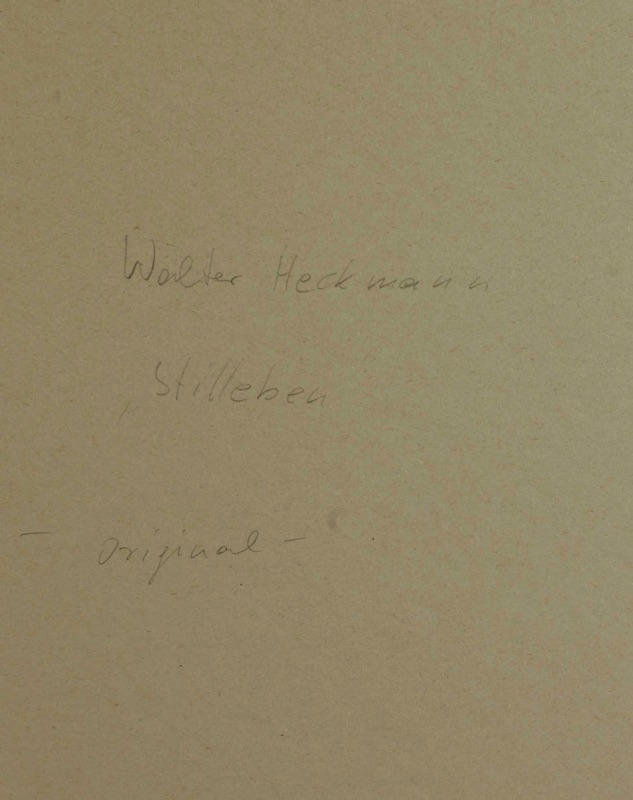 Walter Heckmann
, Stilleben
- original -